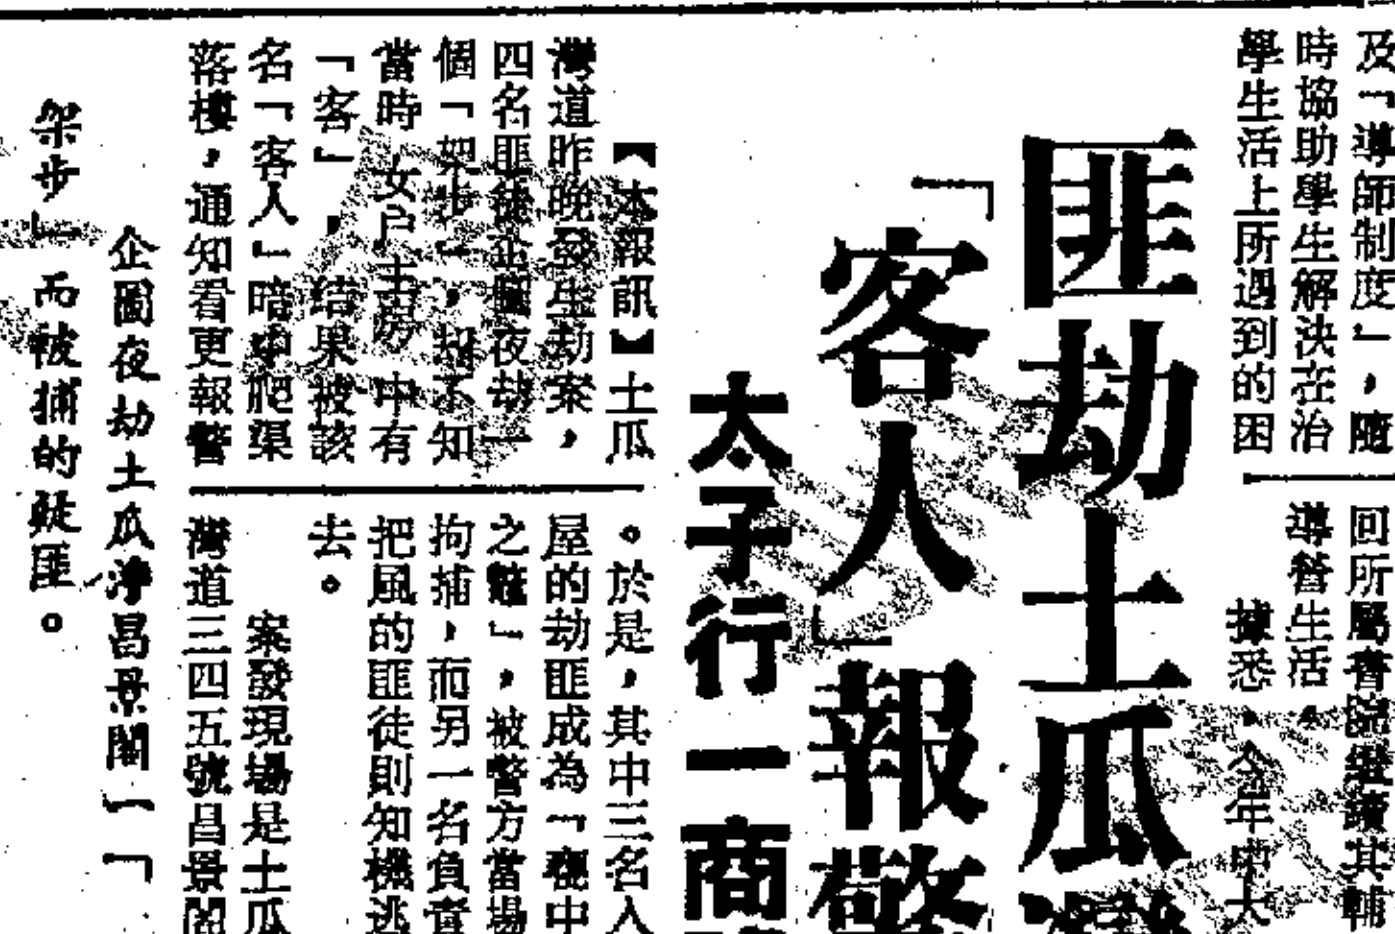 及「導師制度」，隨
時協助學生解決在治
學生活上所遇到的困
回所屬書院繼續其輔
導營生活。
據悉，今年中大
匪劫土瓜灣
「客人」報警
太子行一商
【本報訊】土瓜
灣道昨晚發生劫案，
四名匪徒企圖夜劫一
個「架步」，却不知
當時女戶主房中有
「客」，結果被該
名「客人」暗中爬渠
落樓，通知看更報警
。於是，其中三名入
屋的劫匪成為「甕中
之鼈」，被警方當場
拘捕，而另一名負責
把風的匪徒則知機逃
去。
案發現場是土瓜
灣道三四五號昌景閣
企圖夜劫土瓜灣昌景閣一「
架步」而被捕的疑匪。